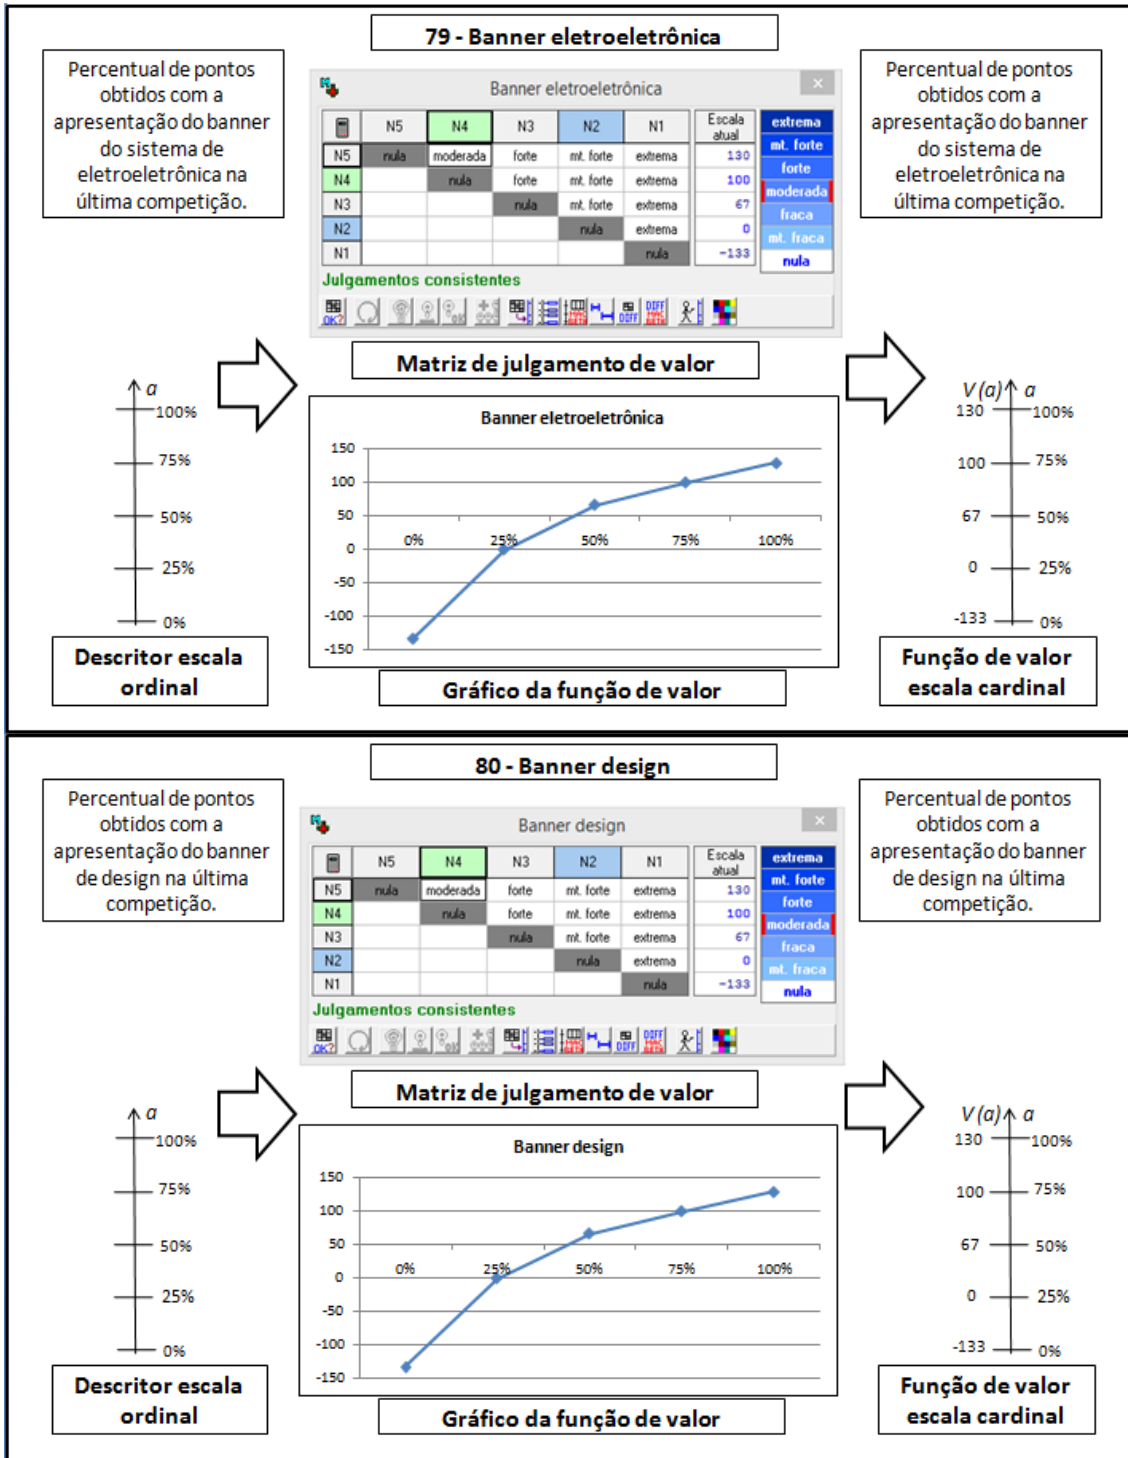 79 - Banner eletroeletrônica
Percentual de pontos
obtidos com a
apresentação do banner
do sistema de
eletroeletrônica na
última competição.
Banner eletroeletrônica
N5 N4 N3 N2 N1 Escala atual
N5 nula moderada forte mt. forte extrema 130
N4 nula forte mt. forte extrema 100
N3 nula mt. forte extrema 67
N2 nula extrema 0
N1 nula -133
extrema
mt. forte
forte
moderada
fraca
mt. fraca
nula
Julgamentos consistentes
Percentual de pontos
obtidos com a
apresentação do banner
do sistema de
eletroeletrônica na
última competição.
Matriz de julgamento de valor
a
100%
75%
50%
25%
0%
Descritor escala
ordinal
Banner eletroeletrônica
150
100
50
0
-50
-100
-150
0% 25% 50% 75% 100%
Gráfico da função de valor
V (a) a
130 100%
100 75%
67 50%
0 25%
-133 0%
Função de valor
escala cardinal
80 - Banner design
Percentual de pontos
obtidos com a
apresentação do banner
de design na última
competição.
Banner design
N5 N4 N3 N2 N1 Escala atual
N5 nula moderada forte mt. forte extrema 130
N4 nula forte mt. forte extrema 100
N3 nula mt. forte extrema 67
N2 nula extrema 0
N1 nula -133
extrema
mt. forte
forte
moderada
fraca
mt. fraca
nula
Julgamentos consistentes
Percentual de pontos
obtidos com a
apresentação do banner
de design na última
competição.
Matriz de julgamento de valor
a
100%
75%
50%
25%
0%
Descritor escala
ordinal
Banner design
150
100
50
0
-50
-100
-150
0% 25% 50% 75% 100%
Gráfico da função de valor
V (a) a
130 100%
100 75%
67 50%
0 25%
-133 0%
Função de valor
escala cardinal